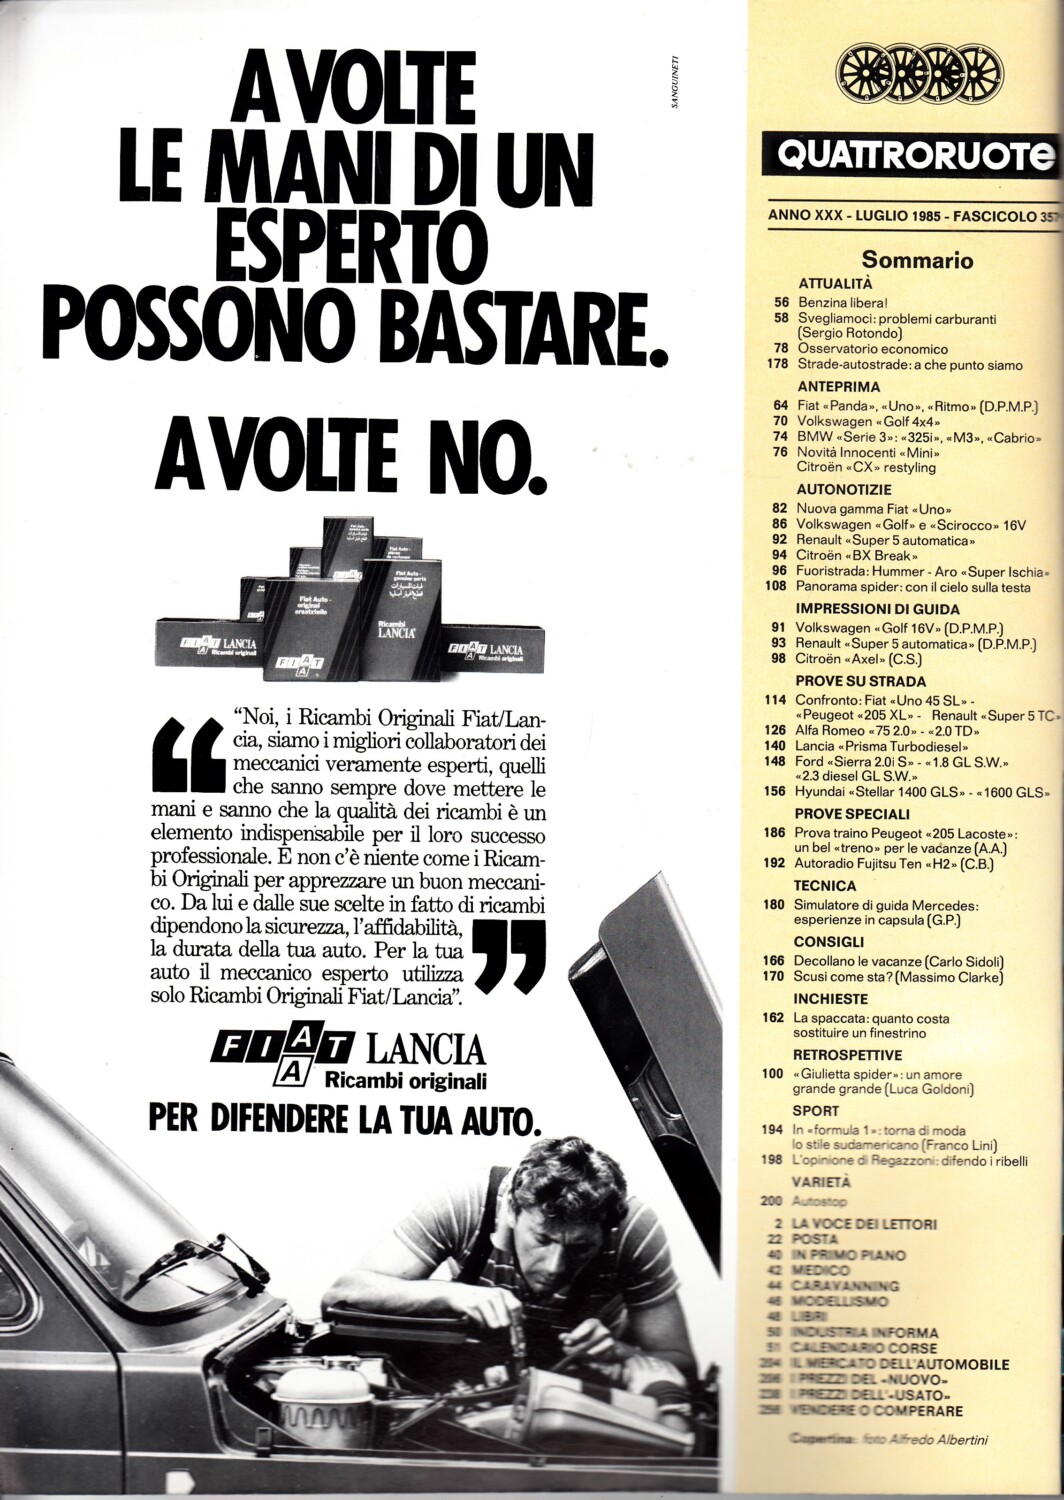 A VOLTE
LE MANI DI UN
ESPERTO
POSSONO BASTARE.
A VOLTE NO.
SANGUINETI
Fiat Auto
original
ersatzteile
Fiat Auto -
genuine parts
Ricambi
LANCIA
FIAT LANCIA
Ricambi originali
FIAT LANCIA
Ricambi originali
FIAT
“Noi, i Ricambi Originali Fiat/Lan-
cia, siamo i migliori collaboratori dei
meccanici veramente esperti, quelli
che sanno sempre dove mettere le
mani e sanno che la qualità dei ricambi è un
elemento indispensabile per il loro successo
professionale. E non c'è niente come i Ricam-
bi Originali per apprezzare un buon meccani-
co. Da lui e dalle sue scelte in fatto di ricambi
dipendono la sicurezza, l'affidabilità,
la durata della tua auto. Per la tua
auto il meccanico esperto utilizza
solo Ricambi Originali Fiat/Lancia”.
FIAT LANCIA
A Ricambi originali
PER DIFENDERE LA TUA AUTO.
QUATTRORUOTE
ANNO XXX - LUGLIO 1985 - FASCICOLO 357
Sommario
ATTUALITÀ
56 Benzina libera!
58 Svegliamoci: problemi carburanti
(Sergio Rotondo)
78 Osservatorio economico
178 Strade-autostrade: a che punto siamo
ANTEPRIMA
64 Fiat «Panda», «Uno», «Ritmo» (D.P.M.P.)
70 Volkswagen «Golf 4x4»
74 BMW «Serie 3»: «325i», «M3», «Cabrio»
76 Novità Innocenti «Mini»
Citroën «CX» restyling
AUTONOTIZIE
82 Nuova gamma Fiat «Uno»
86 Volkswagen «Golf» e «Scirocco» 16V
92 Renault «Super 5 automatica»
94 Citroën «BX Break»
96 Fuoristrada: Hummer - Aro «Super Ischia»
108 Panorama spider: con il cielo sulla testa
IMPRESSIONI DI GUIDA
91 Volkswagen «Golf 16V» (D.P.M.P.)
93 Renault «Super 5 automatica» (D.P.M.P.)
98 Citroën «Axel» (C.S.)
PROVE SU STRADA
114 Confronto: Fiat «Uno 45 SL» -
«Peugeot «205 XL» - Renault «Super 5 TC»
126 Alfa Romeo «75 2.0» - «2.0 TD»
140 Lancia «Prisma Turbodiesel»
148 Ford «Sierra 2.0i S» - «1.8 GL S.W.»
«2.3 diesel GL S.W.»
156 Hyundai «Stellar 1400 GLS» - «1600 GLS»
PROVE SPECIALI
186 Prova traino Peugeot «205 Lacoste»:
un bel «treno» per le vacanze (A.A.)
192 Autoradio Fujitsu Ten «H2» (C.B.)
TECNICA
180 Simulatore di guida Mercedes:
esperienze in capsula (G.P.)
CONSIGLI
166 Decollano le vacanze (Carlo Sidoli)
170 Scusi come sta? (Massimo Clarke)
INCHIESTE
162 La spaccata: quanto costa
sostituire un finestrino
RETROSPETTIVE
100 «Giulietta spider»: un amore
grande grande (Luca Goldoni)
SPORT
194 In «formula 1»: torna di moda
lo stile sudamericano (Franco Lini)
198 L'opinione di Regazzoni: difendo i ribelli
VARIETÀ
200 Autostop
2 LA VOCE DEI LETTORI
22 POSTA
40 IN PRIMO PIANO
42 MEDICO
44 CARAVANNING
46 MODELLISMO
48 LIBRI
50 INDUSTRIA INFORMA
51 CALENDARIO CORSE
204 IL MERCATO DELL'AUTOMOBILE
206 I PREZZI DEL «NUOVO»
238 I PREZZI DELL'«USATO»
256 VENDERE O COMPERARE
Copertina: foto Alfredo Albertini